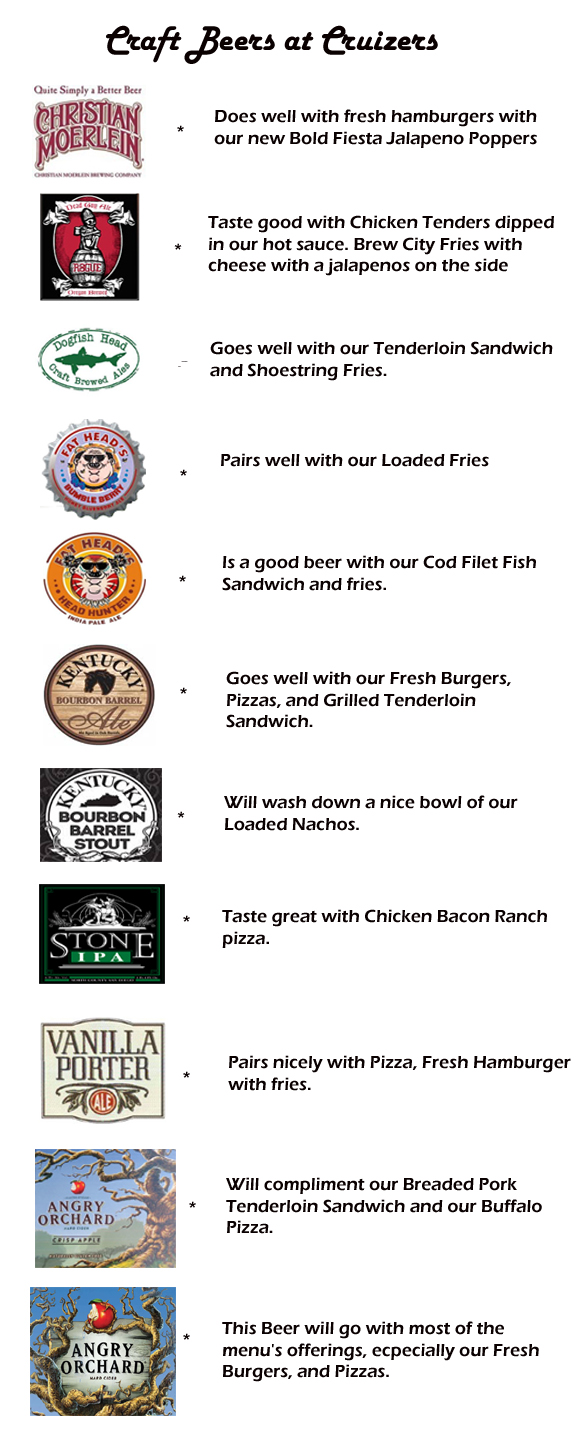 Craft Beers at Cruizers
Quite Simply a Better Beer
CHRISTIAN
MOERLEIN
CHRISTIAN MOERLEIN BREWING COMPANY
*
Does well with fresh hamburgers with
our new Bold Fiesta Jalapeno Poppers
Dead Guy Ale
ROGUE
*
Taste good with Chicken Tenders dipped
in our hot sauce. Brew City Fries with
cheese with a jalapenos on the side
Dogfish Head
Craft Brewed Ales
Goes well with our Tenderloin Sandwich
and Shoestring Fries.
FAT HEAD'S
BUMBLE BERRY
*
Pairs well with our Loaded Fries
FAT HEAD'S
HEAD HUNTER
INDIA PALE ALE
*
Is a good beer with our Cod Filet Fish
Sandwich and fries.
KENTUCKY
BOURBON BARREL
Ale
*
Goes well with our Fresh Burgers,
Pizzas, and Grilled Tenderloin
Sandwich.
KENTUCKY
BOURBON
BARREL
STOUT
*
Will wash down a nice bowl of our
Loaded Nachos.
STONE
IPA
*
Taste great with Chicken Bacon Ranch
pizza.
VANILLA
PORTER
ALE
*
Pairs nicely with Pizza, Fresh Hamburger
with fries.
ANGRY
ORCHARD
HARD CIDER
CRISP APPLE
*
Will compliment our Breaded Pork
Tenderloin Sandwich and our Buffalo
Pizza.
ANGRY
ORCHARD
HARD CIDER
*
This Beer will go with most of the
menu's offerings, ecpecially our Fresh
Burgers, and Pizzas.